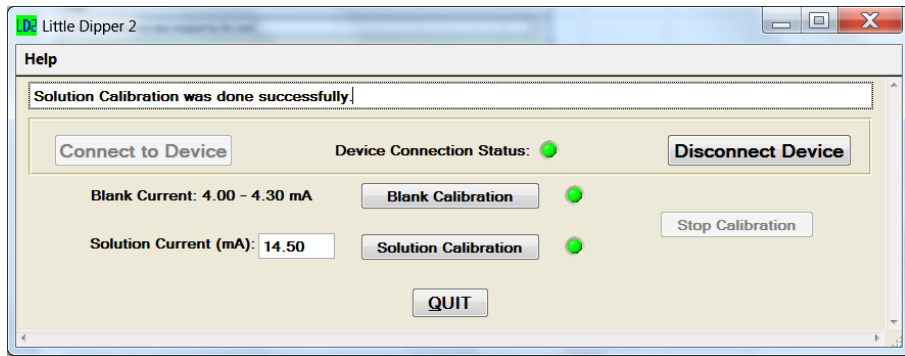 LD2 Little Dipper 2
Help
Solution Calibration was done successfully.
Connect to Device Device Connection Status: Disconnect Device
Blank Current: 4.00 - 4.30 mA Blank Calibration
Stop Calibration
Solution Current (mA): 14.50 Solution Calibration
QUIT